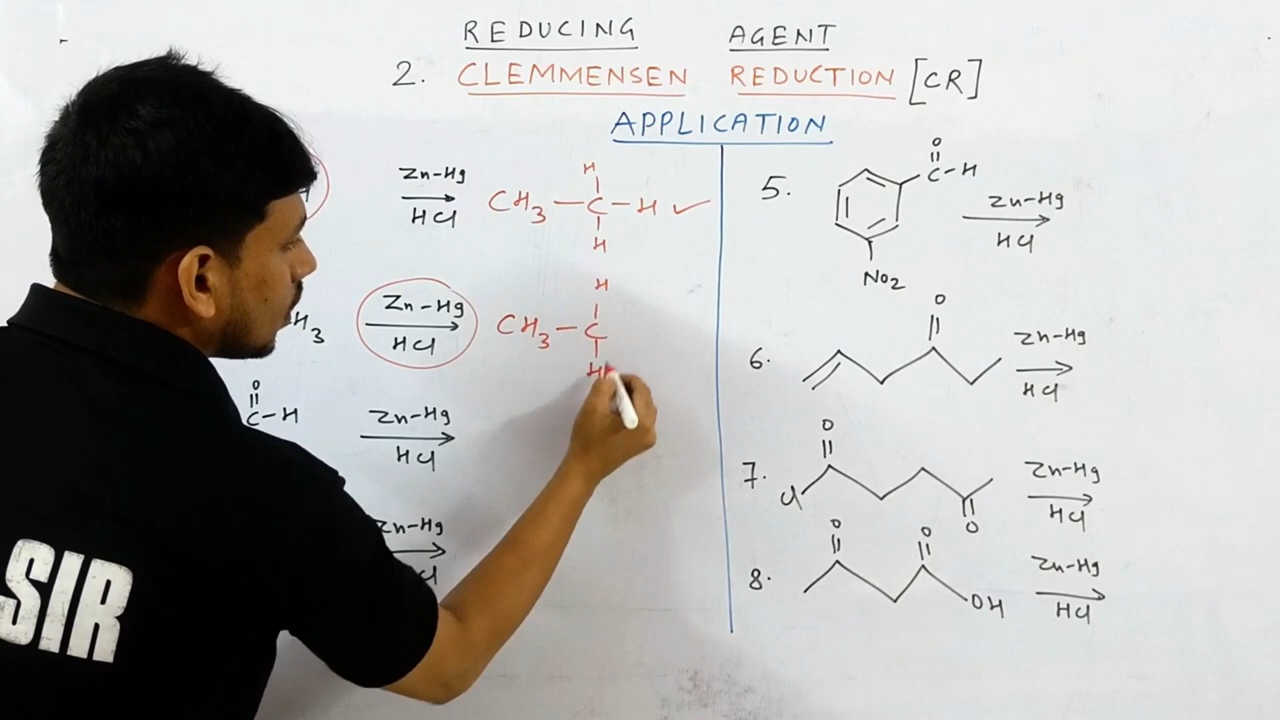 REDUCING AGENT
2. CLEMMENSEN REDUCTION [CR]
APPLICATION
Zn-Hg
HCl
H
CH3 — C — H ✓
H
Zn-Hg
HCl
H
CH3 — C
H
H3
O
C-H
Zn-Hg
HCl
Zn-Hg
SIR
5.
O
C-H
NO2
Zn-Hg
HCl
6.
O
Zn-Hg
HCl
7.
O
Cl
O
Zn-Hg
HCl
8.
O
O
OH
Zn-Hg
HCl